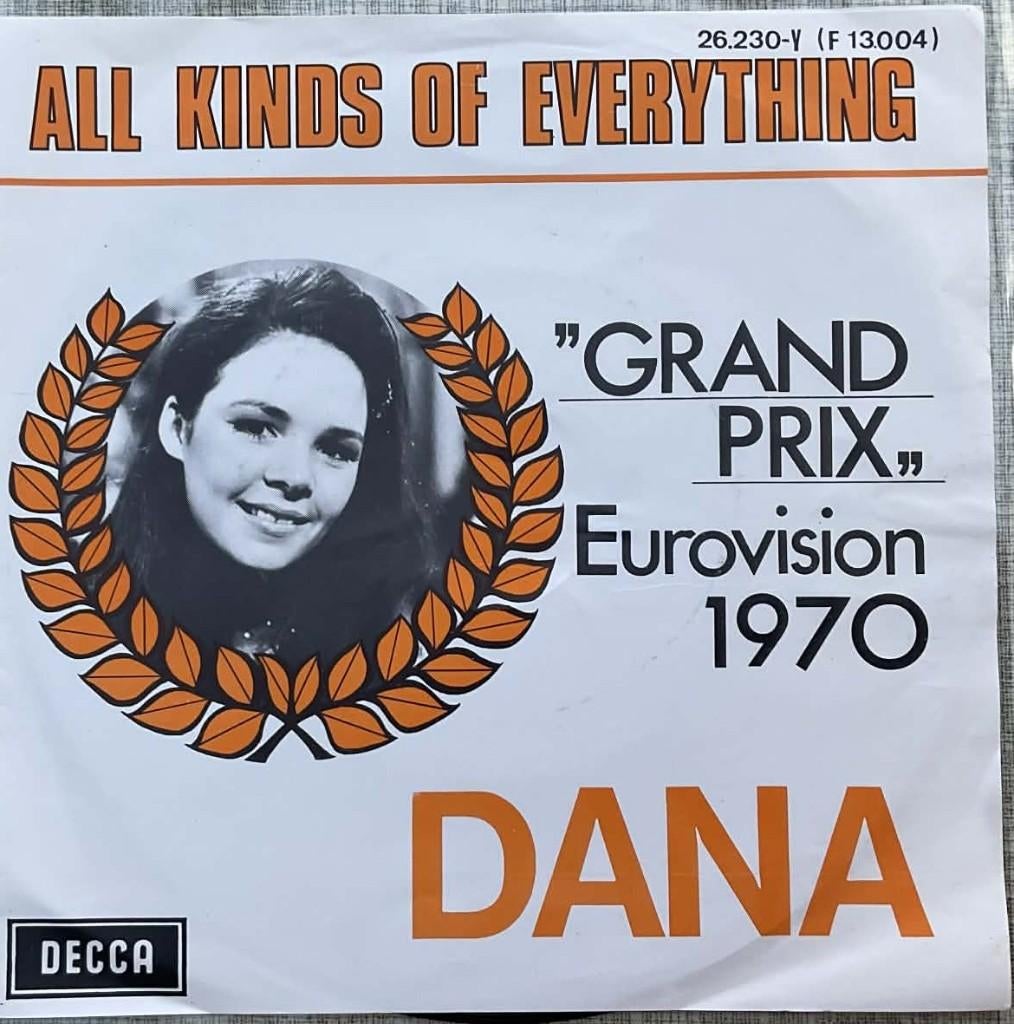 26.230-Y (F 13.004)
ALL KINDS OF EVERYTHING
"GRAND
PRIX„
Eurovision
1970
DANA
DECCA